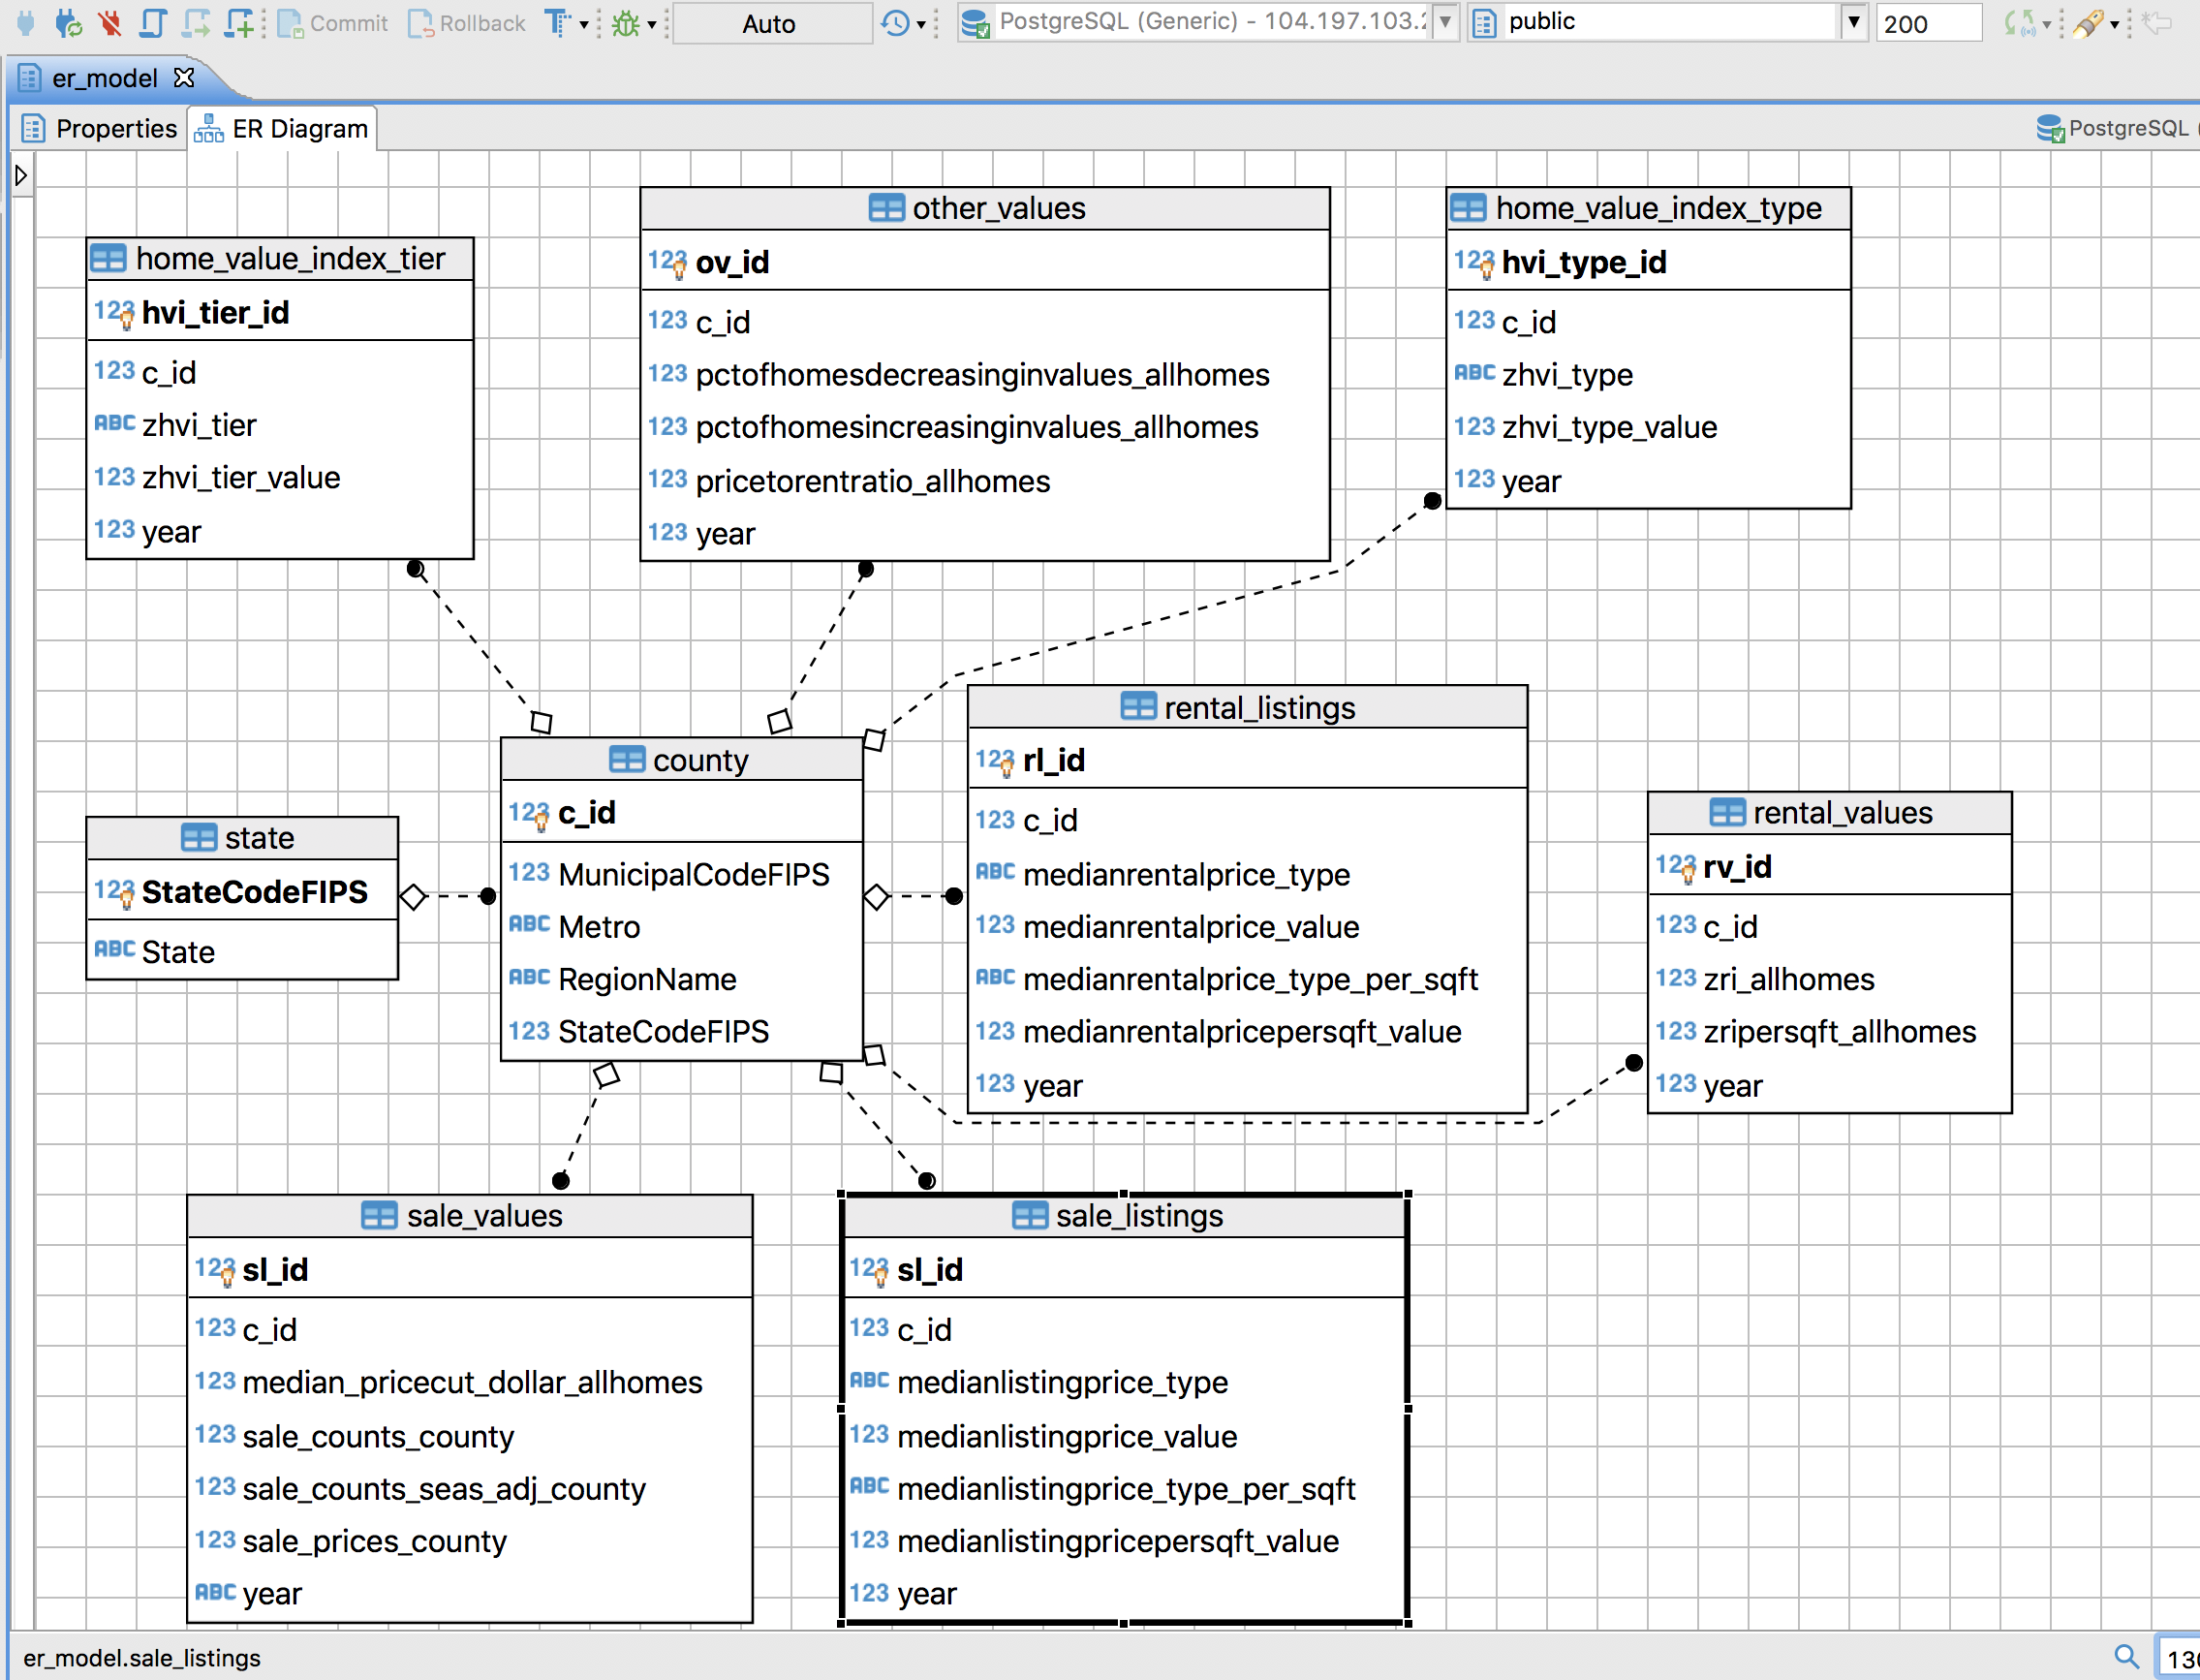 Commit
Rollback
Auto
PostgreSQL (Generic) - 104.197.103.
public
200
er_model
Properties
ER Diagram
PostgreSQL
home_value_index_tier
123 hvi_tier_id
123 c_id
ABC zhvi_tier
123 zhvi_tier_value
123 year
other_values
123 ov_id
123 c_id
123 pctofhomesdecreasinginvalues_allhomes
123 pctofhomesincreasinginvalues_allhomes
123 pricetorentratio_allhomes
123 year
home_value_index_type
123 hvi_type_id
123 c_id
ABC zhvi_type
123 zhvi_type_value
123 year
state
123 StateCodeFIPS
ABC State
county
123 c_id
123 MunicipalCodeFIPS
ABC Metro
ABC RegionName
123 StateCodeFIPS
rental_listings
123 rl_id
123 c_id
ABC medianrentalprice_type
123 medianrentalprice_value
ABC medianrentalprice_type_per_sqft
123 medianrentalpricepersqft_value
123 year
rental_values
123 rv_id
123 c_id
123 zri_allhomes
123 zripersqft_allhomes
123 year
sale_values
123 sl_id
123 c_id
123 median_pricecut_dollar_allhomes
123 sale_counts_county
123 sale_counts_seas_adj_county
123 sale_prices_county
ABC year
sale_listings
123 sl_id
123 c_id
ABC medianlistingprice_type
123 medianlistingprice_value
ABC medianlistingprice_type_per_sqft
123 medianlistingpricepersqft_value
123 year
er_model.sale_listings